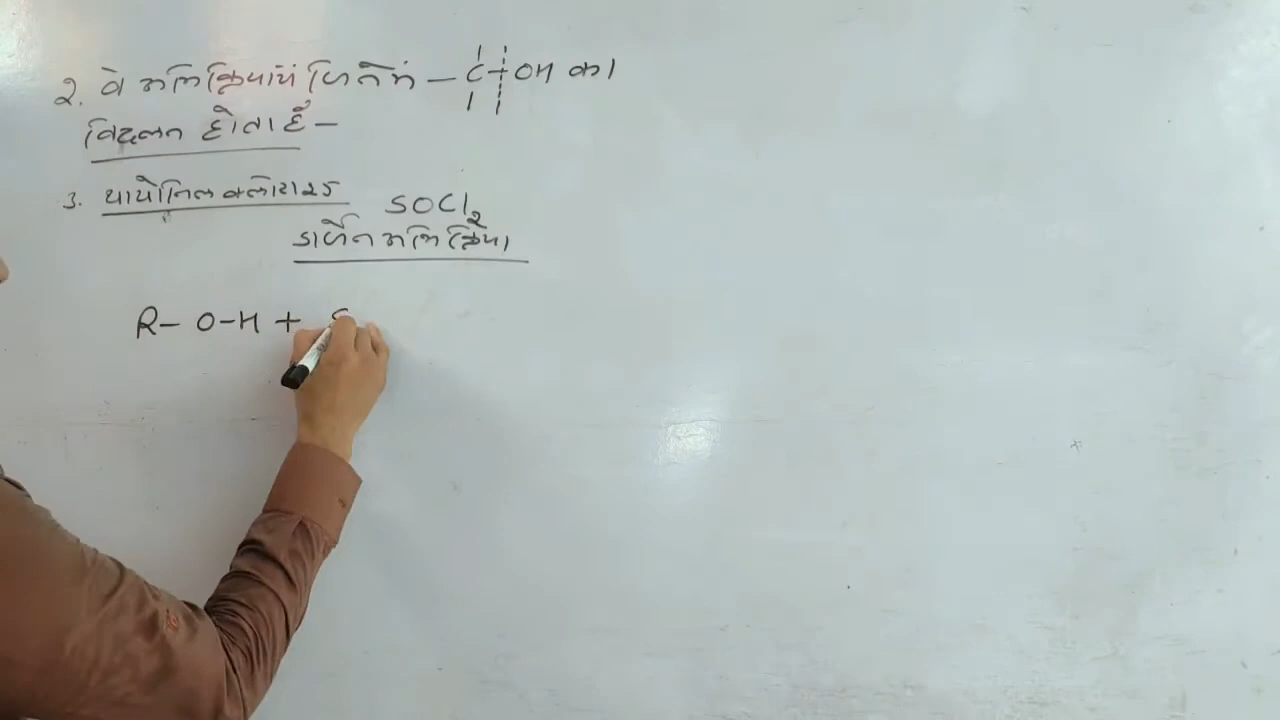 2. वे अभिक्रियायें जिनमें – C – OH का
विदलन होता है –
3. थायोनिल क्लोराइड SOCl₂
डार्जेन अभिक्रिया
R – O – H + S